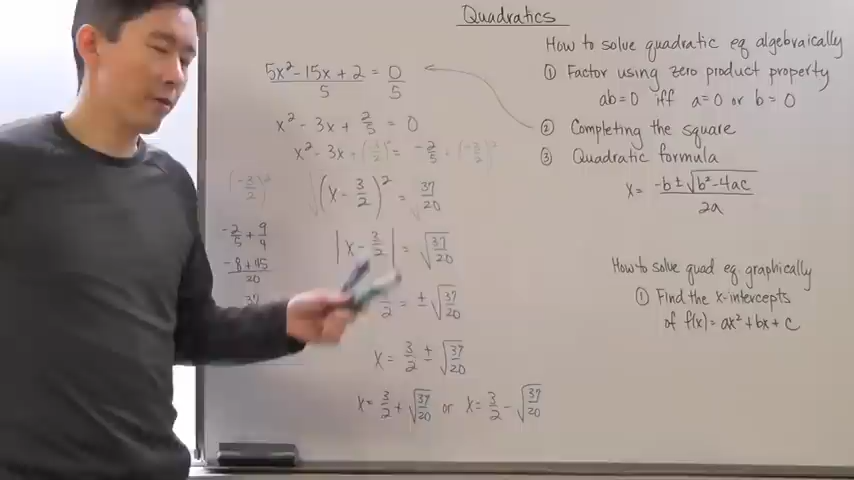 Quadratics
5x² - 15x + 2 = 0
5 5
x² - 3x + 2/5 = 0
x² - 3x + (-3/2)² = -2/5 + (-3/2)²
(-3/2)²
√(x - 3/2)² = 37/20
-2/5 + 9/4
-8 + 45
20
37
|x - 3/2| = √37/20
2 = ± √37/20
x = 3/2 ± √37/20
x = 3/2 + √37/20 or x = 3/2 - √37/20
How to solve quadratic eq algebraically
① Factor using zero product property
ab = 0 iff a = 0 or b = 0
② Completing the square
③ Quadratic formula
x = -b ± √b² - 4ac
2a
How to solve quad eq graphically
① Find the x-intercepts
of f(x) = ax² + bx + c